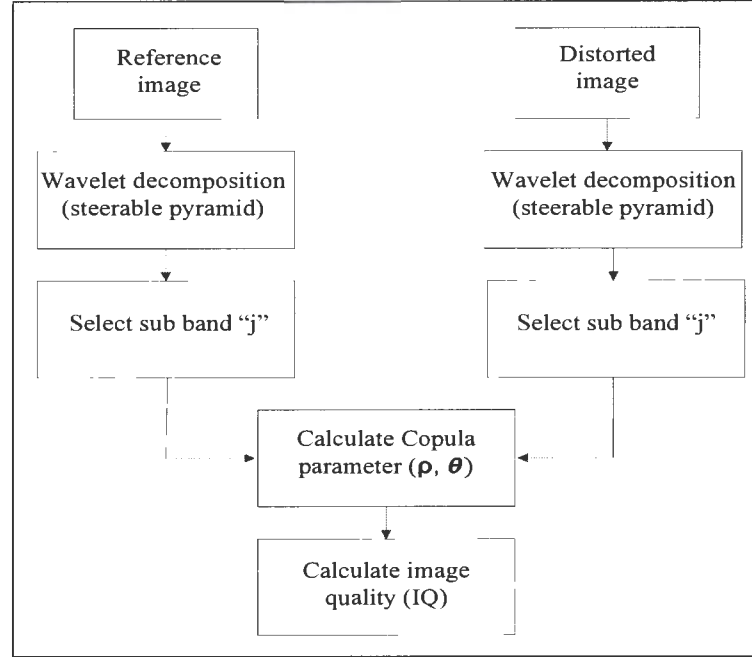 Reference
image
Distorted
image
Wavelet decomposition
(steerable pyramid)
Wavelet decomposition
(steerable pyramid)
Select sub band “j”
Select sub band “j”
Calculate Copula
parameter (ρ, θ)
Calculate image
quality (IQ)